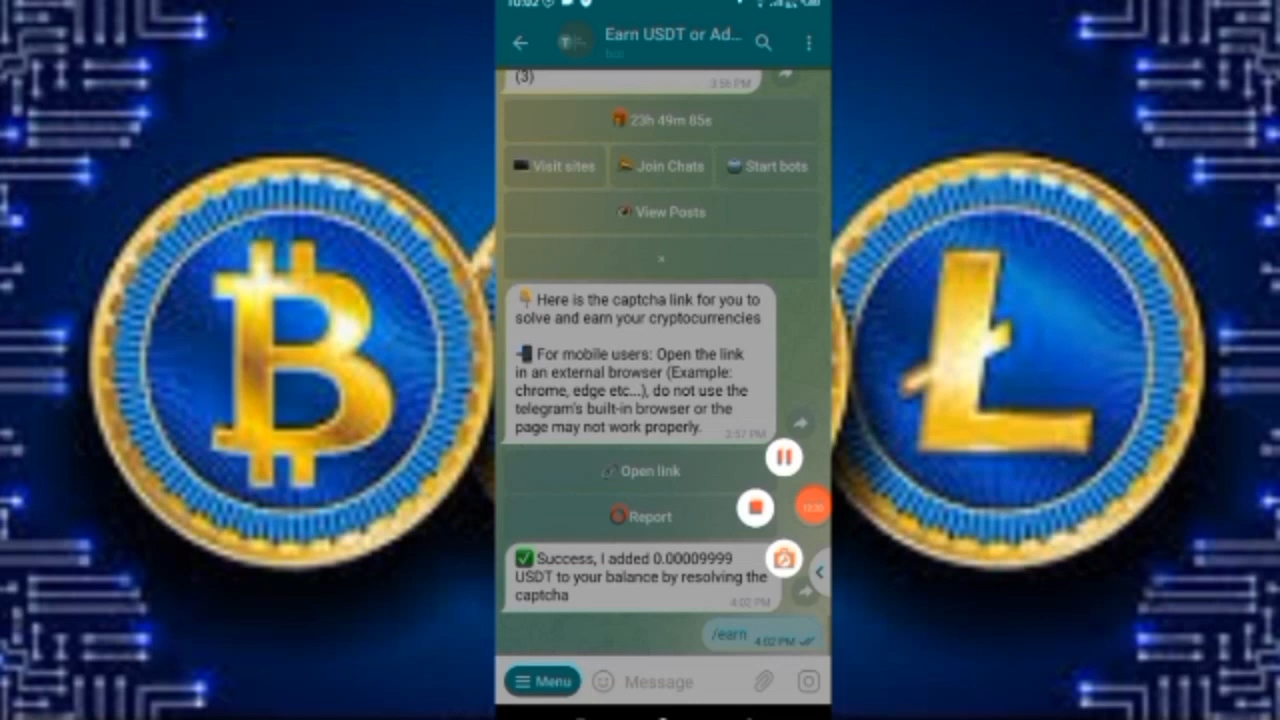 10:02
Earn USDT or Ad...
bot
(3)
3:56 PM
23h 49m 85s
Visit sites
Join Chats
Start bots
View Posts
Here is the captcha link for you to
solve and earn your cryptocurrencies
For mobile users: Open the link
in an external browser (Example:
chrome, edge etc...), do not use the
telegram's built-in browser or the
page may not work properly.
3:57 PM
Open link
Report
Success, I added 0.00009999
USDT to your balance by resolving the
captcha
4:02 PM
/earn
4:02 PM
Menu
Message